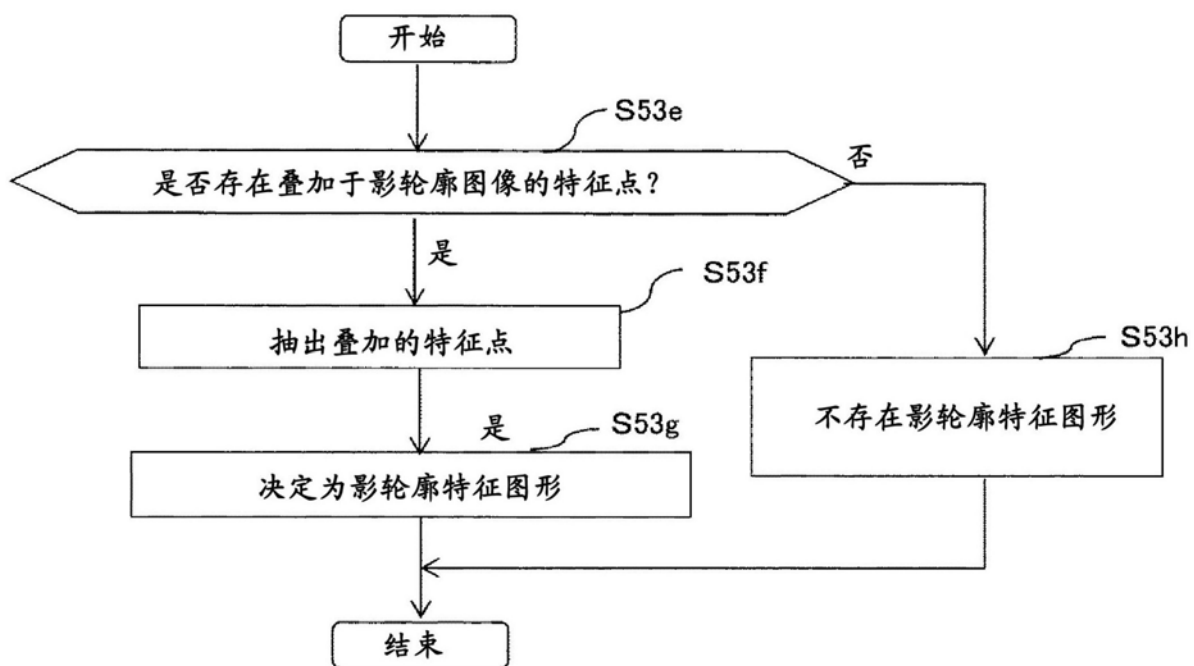 开始
S53e
是否存在叠加于影轮廓图像的特征点?
否
是
S53f
抽出叠加的特征点
S53h
不存在影轮廓特征图形
是
S53g
决定为影轮廓特征图形
结束